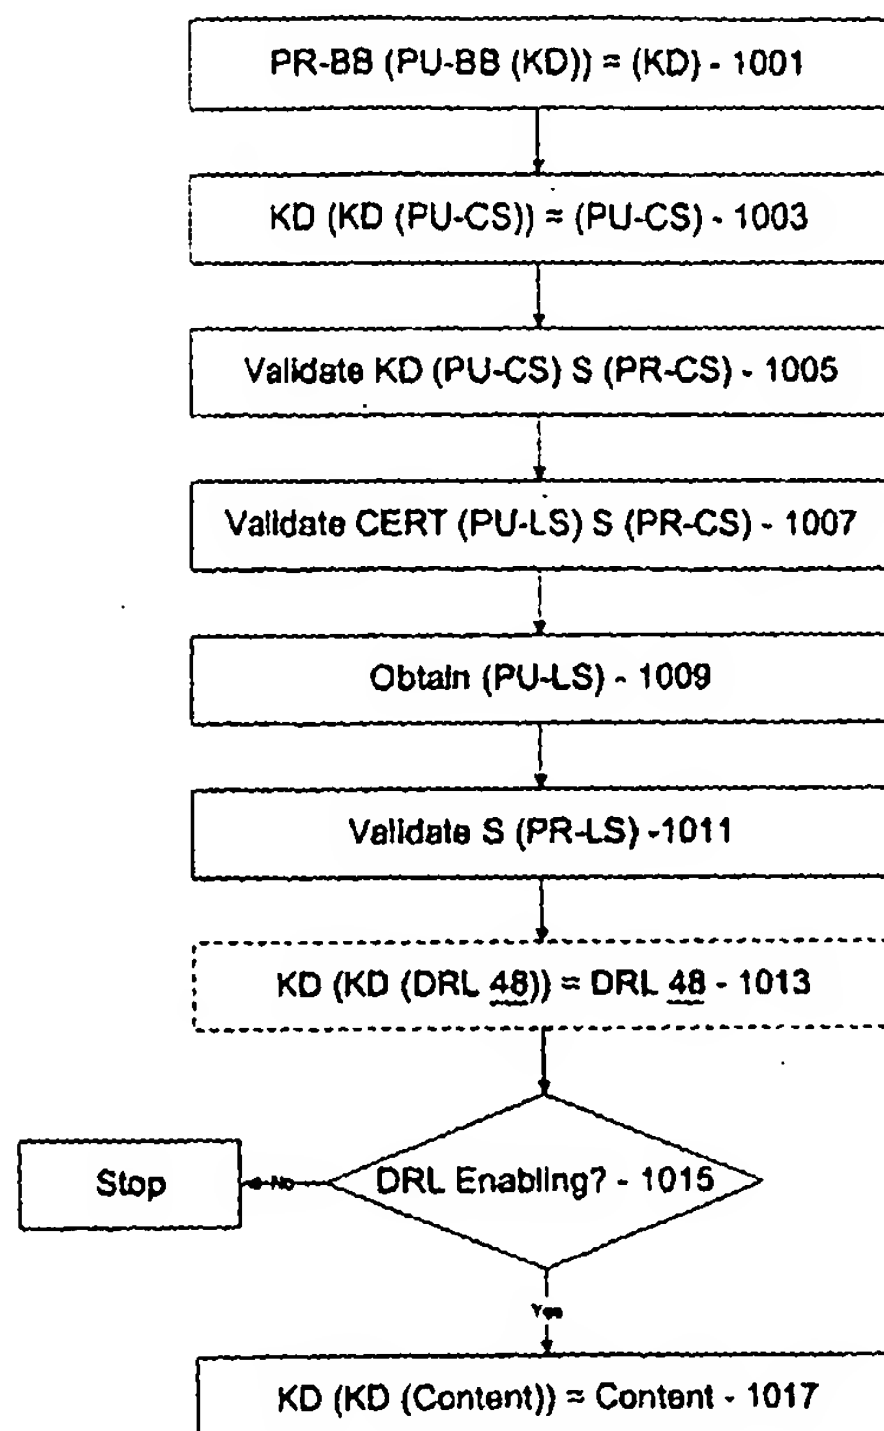 PR-BB (PU-BB (KD)) = (KD) - 1001
KD (KD (PU-CS)) = (PU-CS) - 1003
Validate KD (PU-CS) S (PR-CS) - 1005
Validate CERT (PU-LS) S (PR-CS) - 1007
Obtain (PU-LS) - 1009
Validate S (PR-LS) -1011
KD (KD (DRL 48)) = DRL 48 - 1013
DRL Enabling? - 1015
No
Stop
Yes
KD (KD (Content)) = Content - 1017